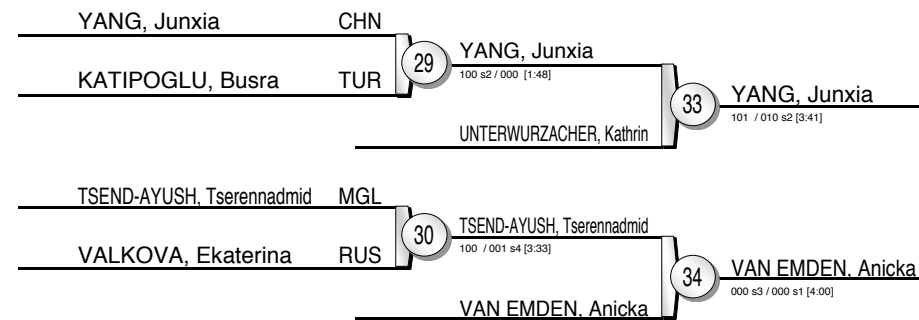 YANG, Junxia CHN
KATIPOGLU, Busra TUR
29
YANG, Junxia
100 s2 / 000 [1:48]
UNTERWURZACHER, Kathrin
33
YANG, Junxia
101 / 010 s2 [3:41]
TSEND-AYUSH, Tserennadmid MGL
VALKOVA, Ekaterina RUS
30
TSEND-AYUSH, Tserennadmid
100 / 001 s4 [3:33]
VAN EMDEN, Anicka
34
VAN EMDEN, Anicka
000 s3 / 000 s1 [4:00]